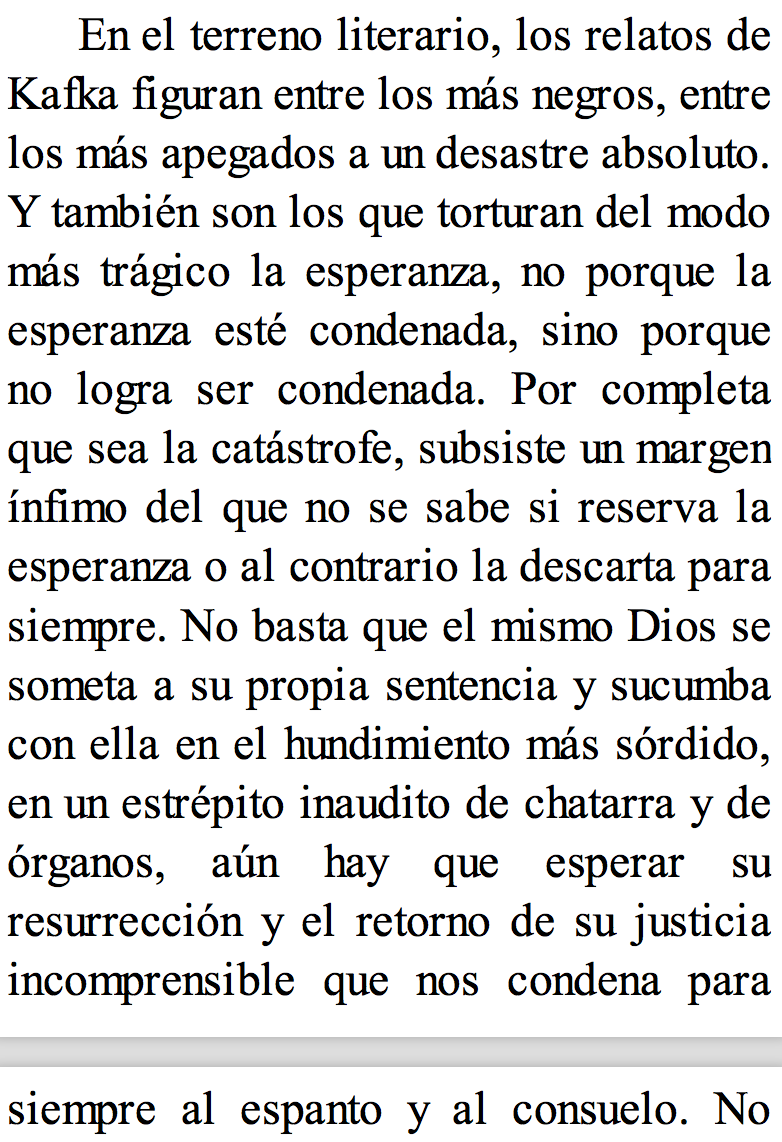 En el terreno literario, los relatos de
Kafka figuran entre los más negros, entre
los más apegados a un desastre absoluto.
Y también son los que torturan del modo
más trágico la esperanza, no porque la
esperanza esté condenada, sino porque
no logra ser condenada. Por completa
que sea la catástrofe, subsiste un margen
ínfimo del que no se sabe si reserva la
esperanza o al contrario la descarta para
siempre. No basta que el mismo Dios se
someta a su propia sentencia y sucumba
con ella en el hundimiento más sórdido,
en un estrépito inaudito de chatarra y de
órganos, aún hay que esperar su
resurrección y el retorno de su justicia
incomprensible que nos condena para
siempre al espanto y al consuelo. No